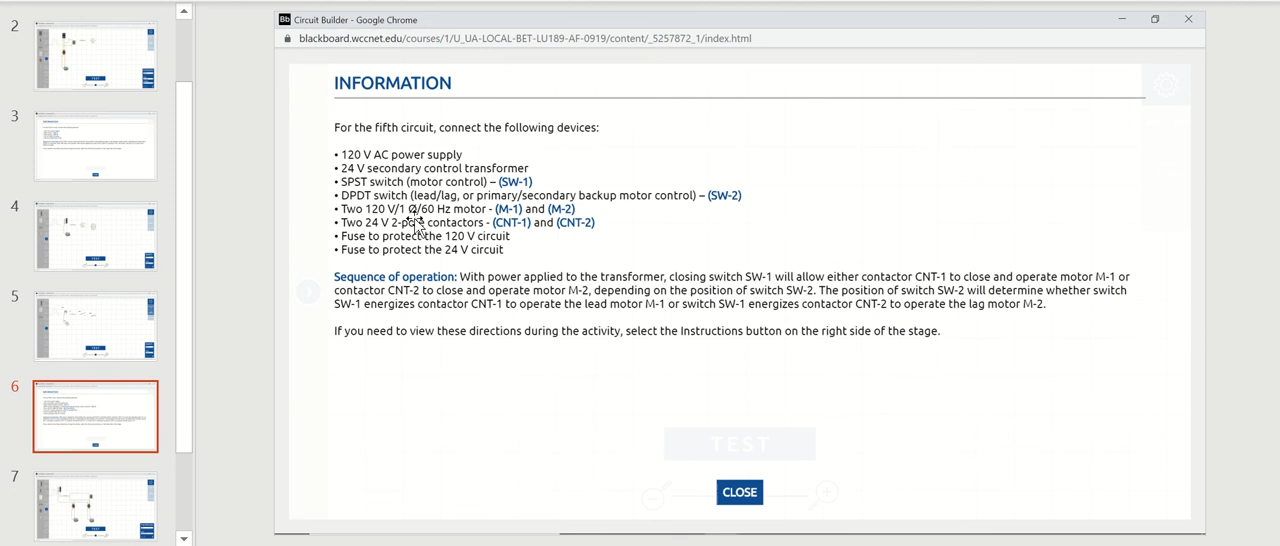 2
3
4
5
6
7
Bb Circuit Builder - Google Chrome
blackboard.wccnet.edu/courses/1/U_UA-LOCAL-BET-LU189-AF-0919/content/_5257872_1/index.html
INFORMATION
For the fifth circuit, connect the following devices:
• 120 V AC power supply
• 24 V secondary control transformer
• SPST switch (motor control) – (SW-1)
• DPDT switch (lead/lag, or primary/secondary backup motor control) – (SW-2)
• Two 120 V/1 Ø/60 Hz motor - (M-1) and (M-2)
• Two 24 V 2-pole contactors - (CNT-1) and (CNT-2)
• Fuse to protect the 120 V circuit
• Fuse to protect the 24 V circuit
Sequence of operation: With power applied to the transformer, closing switch SW-1 will allow either contactor CNT-1 to close and operate motor M-1 or
contactor CNT-2 to close and operate motor M-2, depending on the position of switch SW-2. The position of switch SW-2 will determine whether switch
SW-1 energizes contactor CNT-1 to operate the lead motor M-1 or switch SW-1 energizes contactor CNT-2 to operate the lag motor M-2.
If you need to view these directions during the activity, select the Instructions button on the right side of the stage.
TEST
CLOSE